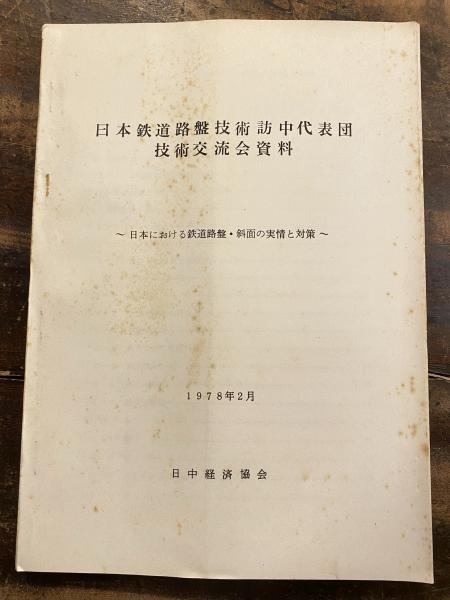 日本鉄道路盤技術訪中代表団
技術交流会資料
～日本における鉄道路盤・斜面の実情と対策～
1978年2月
日中経済協会